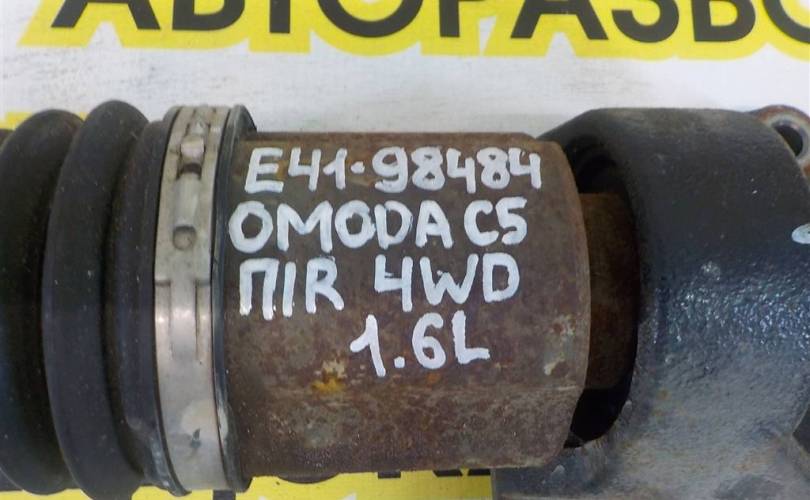 АВТОРАЗБО
E41-98484
OMODA C5
П1R 4WD
1.6L